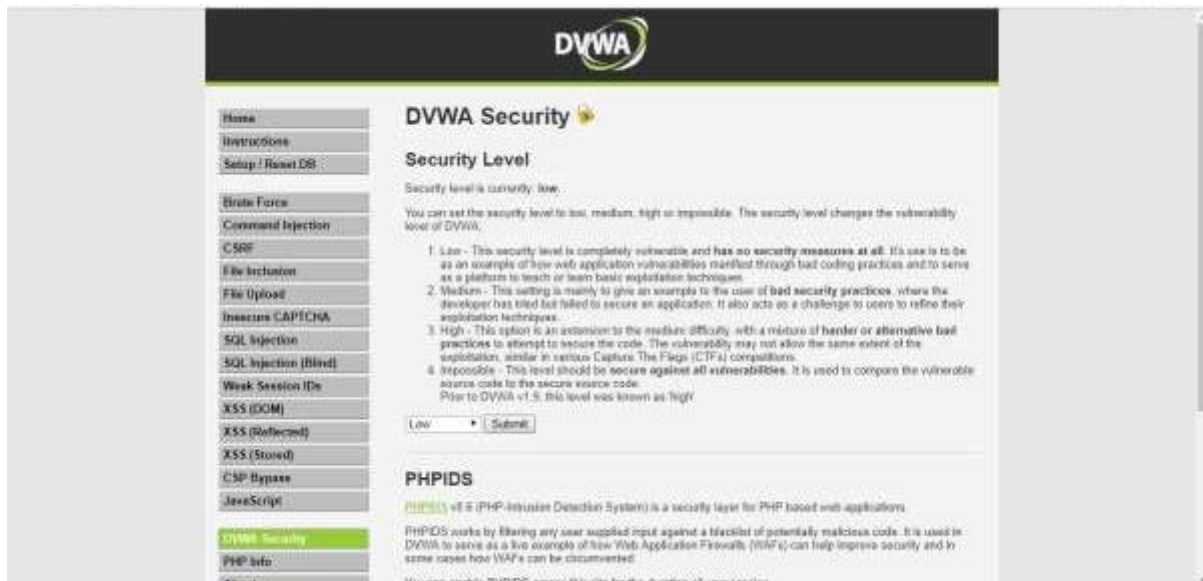 DVWA
Home
Instructions
Setup / Reset DB
Brute Force
Command Injection
CSRF
File Inclusion
File Upload
Insecure CAPTCHA
SQL Injection
SQL Injection (Blind)
Weak Session IDs
XSS (DOM)
XSS (Reflected)
XSS (Stored)
CSP Bypass
JavaScript
DVWA Security
PHP Info
DVWA Security
Security Level
Security level is currently: low.
You can set the security level to low, medium, high or impossible. The security level changes the vulnerability
level of DVWA:
1. Low - This security level is completely vulnerable and has no security measures at all. It's use is to be
as an example of how web application vulnerabilities manifest through bad coding practices and to serve
as a platform to teach or learn basic exploitation techniques.
2. Medium - This setting is mainly to give an example to the user of bad security practices, where the
developer has tried but failed to secure an application. It also acts as a challenge to users to refine their
exploitation techniques.
3. High - This option is an extension to the medium difficulty, with a mixture of harder or alternative bad
practices to attempt to secure the code. The vulnerability may not allow the same extent of the
exploitation, similar in various Capture The Flags (CTFs) competitions.
4. Impossible - This level should be secure against all vulnerabilities. It is used to compare the vulnerable
source code to the secure source code.
Prior to DVWA v1.9, this level was known as 'high'.
Low Submit
PHPIDS
PHPIDS v0.6 (PHP-Intrusion Detection System) is a security layer for PHP based web applications.
PHPIDS works by filtering any user supplied input against a blacklist of potentially malicious code. It is used in
DVWA to serve as a live example of how Web Application Firewalls (WAFs) can help improve security and in
some cases how WAFs can be circumvented.